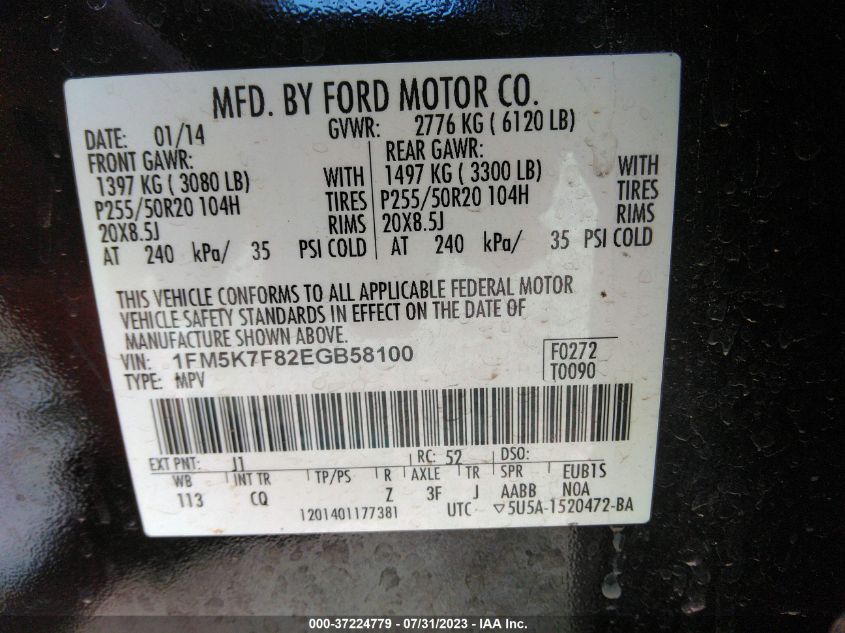 MFD. BY FORD MOTOR CO.
DATE: 01/14 GVWR: 2776 KG ( 6120 LB)
FRONT GAWR: REAR GAWR:
1397 KG ( 3080 LB) WITH 1497 KG ( 3300 LB) WITH
P255/50R20 104H TIRES P255/50R20 104H TIRES
20X8.5J RIMS 20X8.5J RIMS
AT 240 kPa/ 35 PSI COLD AT 240 kPa/ 35 PSI COLD
THIS VEHICLE CONFORMS TO ALL APPLICABLE FEDERAL MOTOR
VEHICLE SAFETY STANDARDS IN EFFECT ON THE DATE OF
MANUFACTURE SHOWN ABOVE.
VIN: 1FM5K7F82EGB58100 F0272
TYPE: MPV T0090
EXT PNT: J1 RC: 52 DSO:
WB INT TR TP/PS R AXLE TR SPR EUB1S
113 CQ Z 3F J AABB NOA
1201401177381 UTC ▽5U5A-1520472-BA
000-37224779 | 07/31/2023 - IAA Inc.